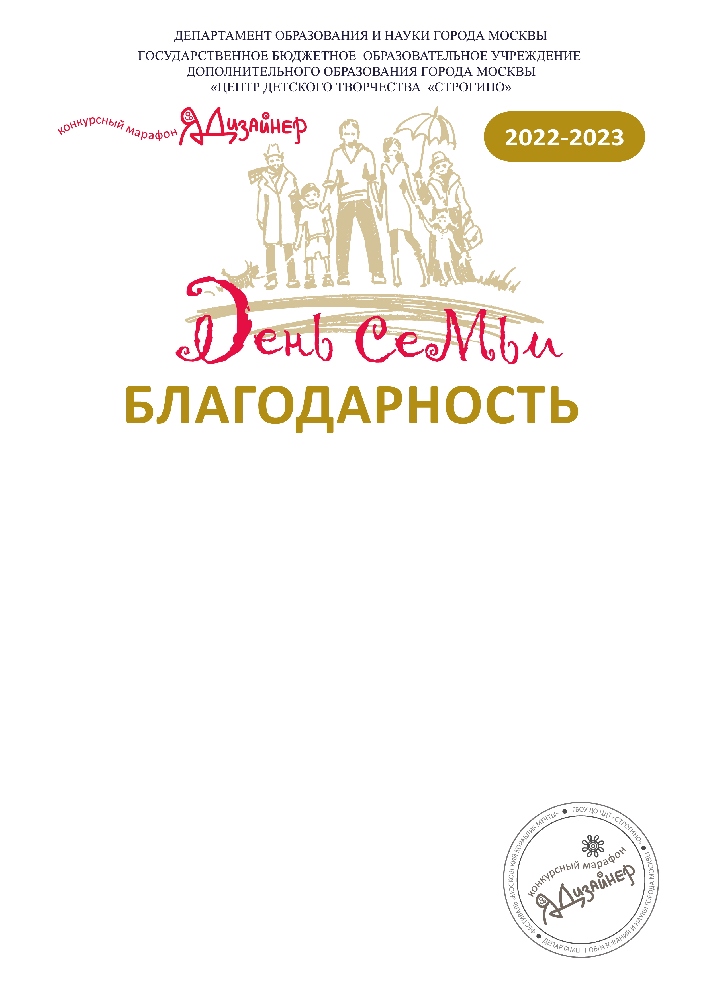 ДЕПАРТАМЕНТ ОБРАЗОВАНИЯ И НАУКИ ГОРОДА МОСКВЫ
ГОСУДАРСТВЕННОЕ БЮДЖЕТНОЕ ОБРАЗОВАТЕЛЬНОЕ УЧРЕЖДЕНИЕ
ДОПОЛНИТЕЛЬНОГО ОБРАЗОВАНИЯ ГОРОДА МОСКВЫ
«ЦЕНТР ДЕТСКОГО ТВОРЧЕСТВА «СТРОГИНО»
конкурсный марафон ЯДизайнер
2022-2023
День семьи
БЛАГОДАРНОСТЬ
ФЕСТИВАЛЬ «МОСКОВСКИЙ КОРАБЛИК МЕЧТЫ» ● ГБОУ ДО ЦДТ «СТРОГИНО» ● ДЕПАРТАМЕНТ ОБРАЗОВАНИЯ И НАУКИ ГОРОДА МОСКВЫ ●
конкурсный марафон
ЯДизайнер